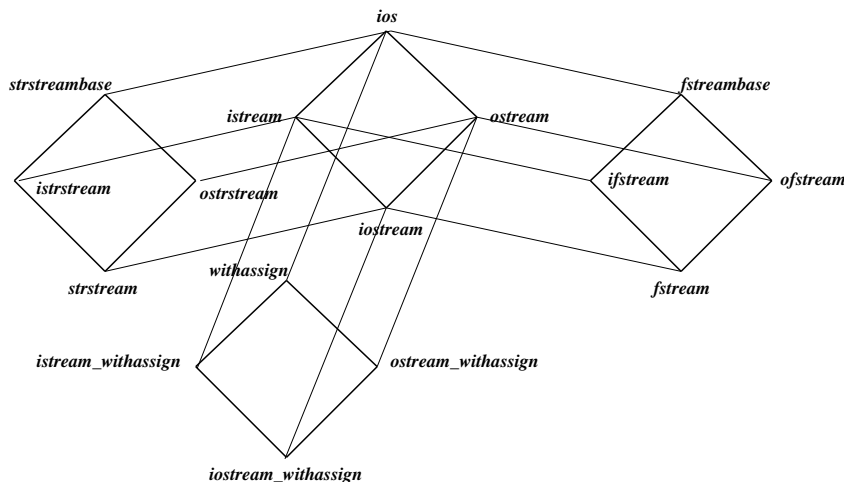 ios
strstreambase
fstreambase
istream
ostream
istrstream
ostrstream
ifstream
ofstream
iostream
withassign
strstream
fstream
istream_withassign
ostream_withassign
iostream_withassign